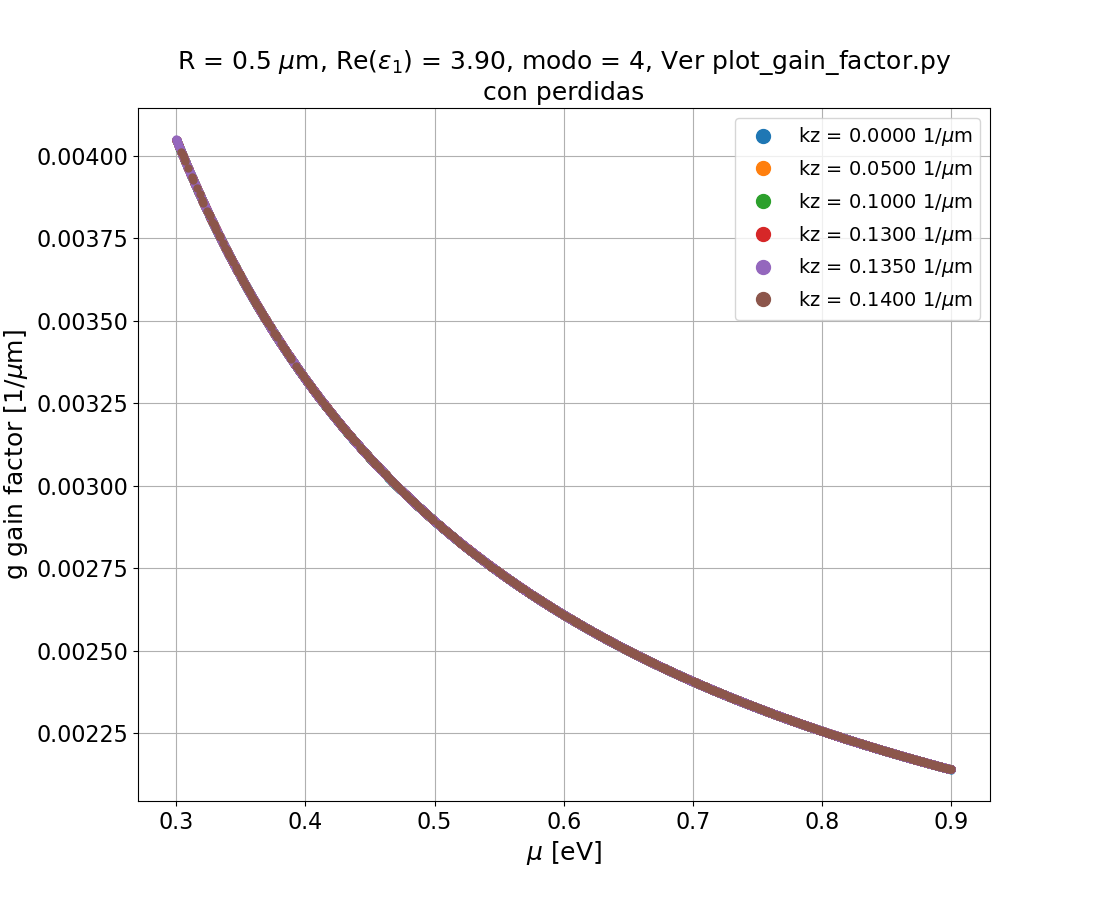 R = 0.5 μm, Re(ε₁) = 3.90, modo = 4, Ver plot_gain_factor.py
con perdidas
kz = 0.0000 1/μm
kz = 0.0500 1/μm
kz = 0.1000 1/μm
kz = 0.1300 1/μm
kz = 0.1350 1/μm
kz = 0.1400 1/μm
g gain factor [1/μm]
0.00400
0.00375
0.00350
0.00325
0.00300
0.00275
0.00250
0.00225
0.3 0.4 0.5 0.6 0.7 0.8 0.9
μ [eV]